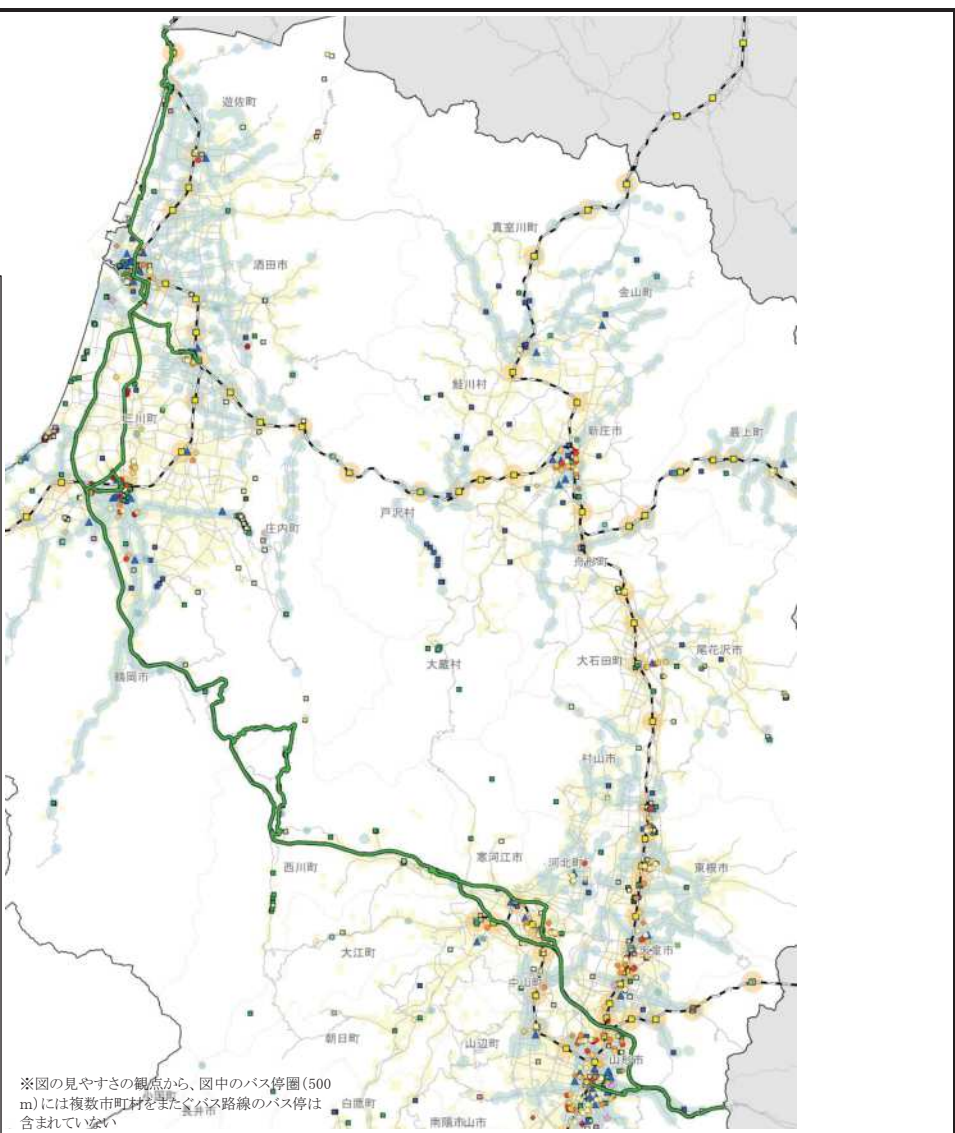 遊佐町
真室川町
酒田市
金山町
鮭川村
三川町
新庄市
最上町
戸沢村
庄内町
舟形町
大蔵村
大石田町
尾花沢市
鶴岡市
村山市
寒河江市
河北町
西川町
東根市
大江町
天童市
中山町
朝日町
山辺町
山形市
※図の見やすさの観点から、図中のバス停圏(500
m)には複数市町村をまたぐバス路線のバス停は
含まれていない
小国町
長井市
白鷹町
南陽市
上山市